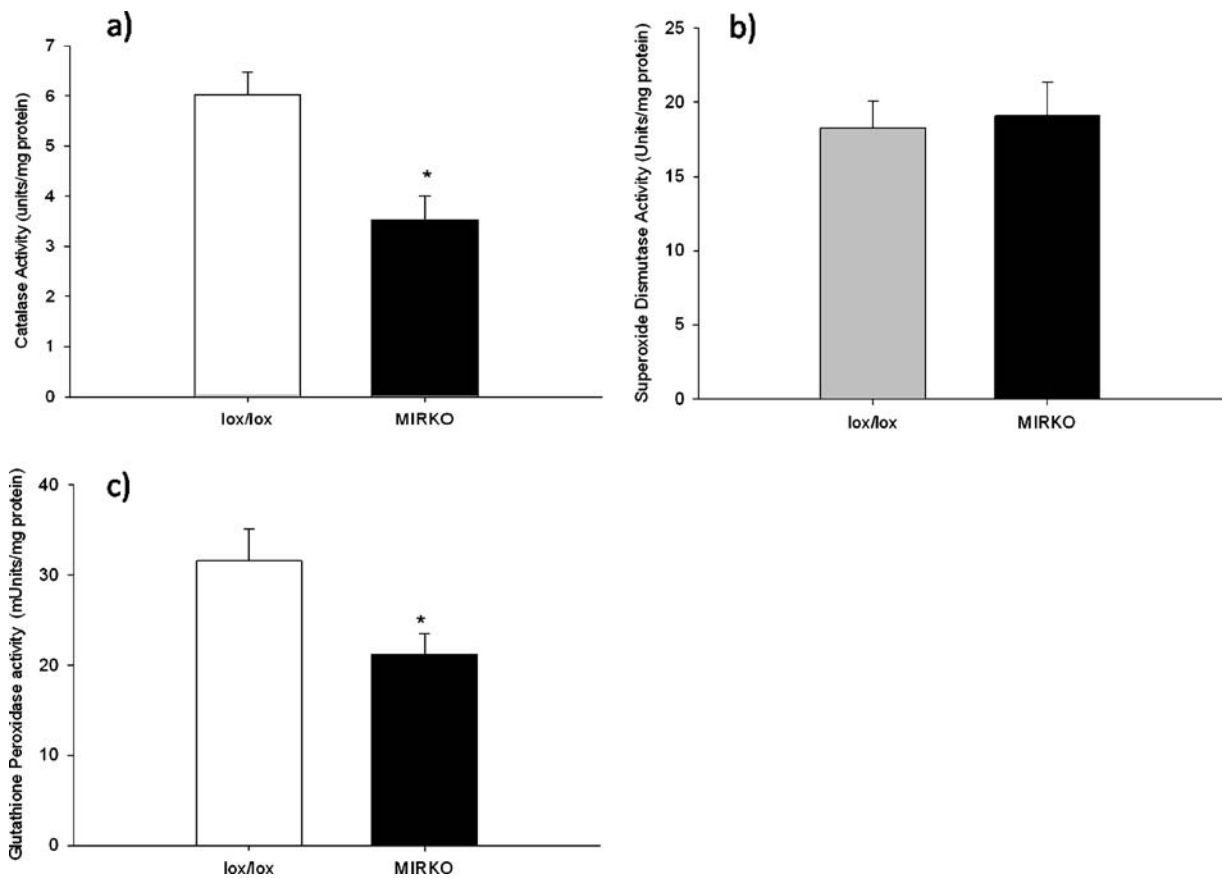 a)
Catalase Activity (units/mg protein)
7
6
5
4
3
2
1
0
*
lox/lox MIRKO
b)
Superoxide Dismutase Activity (Units/mg protein)
25
20
15
10
5
0
lox/lox MIRKO
c)
Glutathione Peroxidase activity (mUnits/mg protein)
40
30
20
10
0
*
lox/lox MIRKO